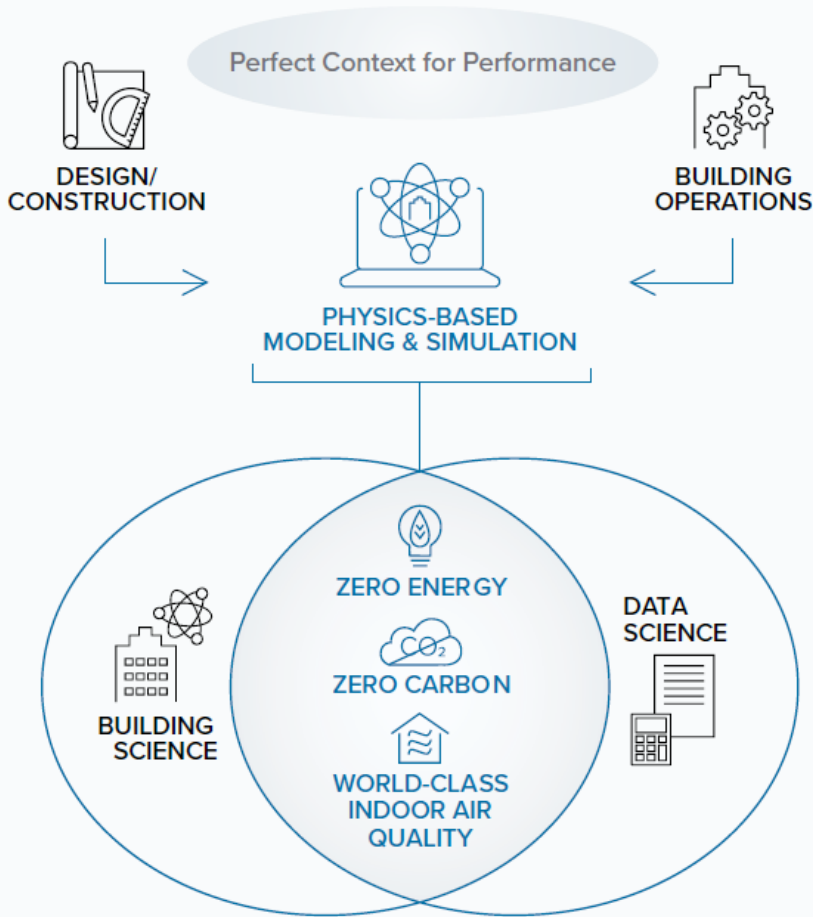 Perfect Context for Performance
DESIGN/
CONSTRUCTION
BUILDING
OPERATIONS
PHYSICS-BASED
MODELING & SIMULATION
ZERO ENERGY
CO₂
ZERO CARBON
WORLD-CLASS
INDOOR AIR
QUALITY
BUILDING
SCIENCE
DATA
SCIENCE